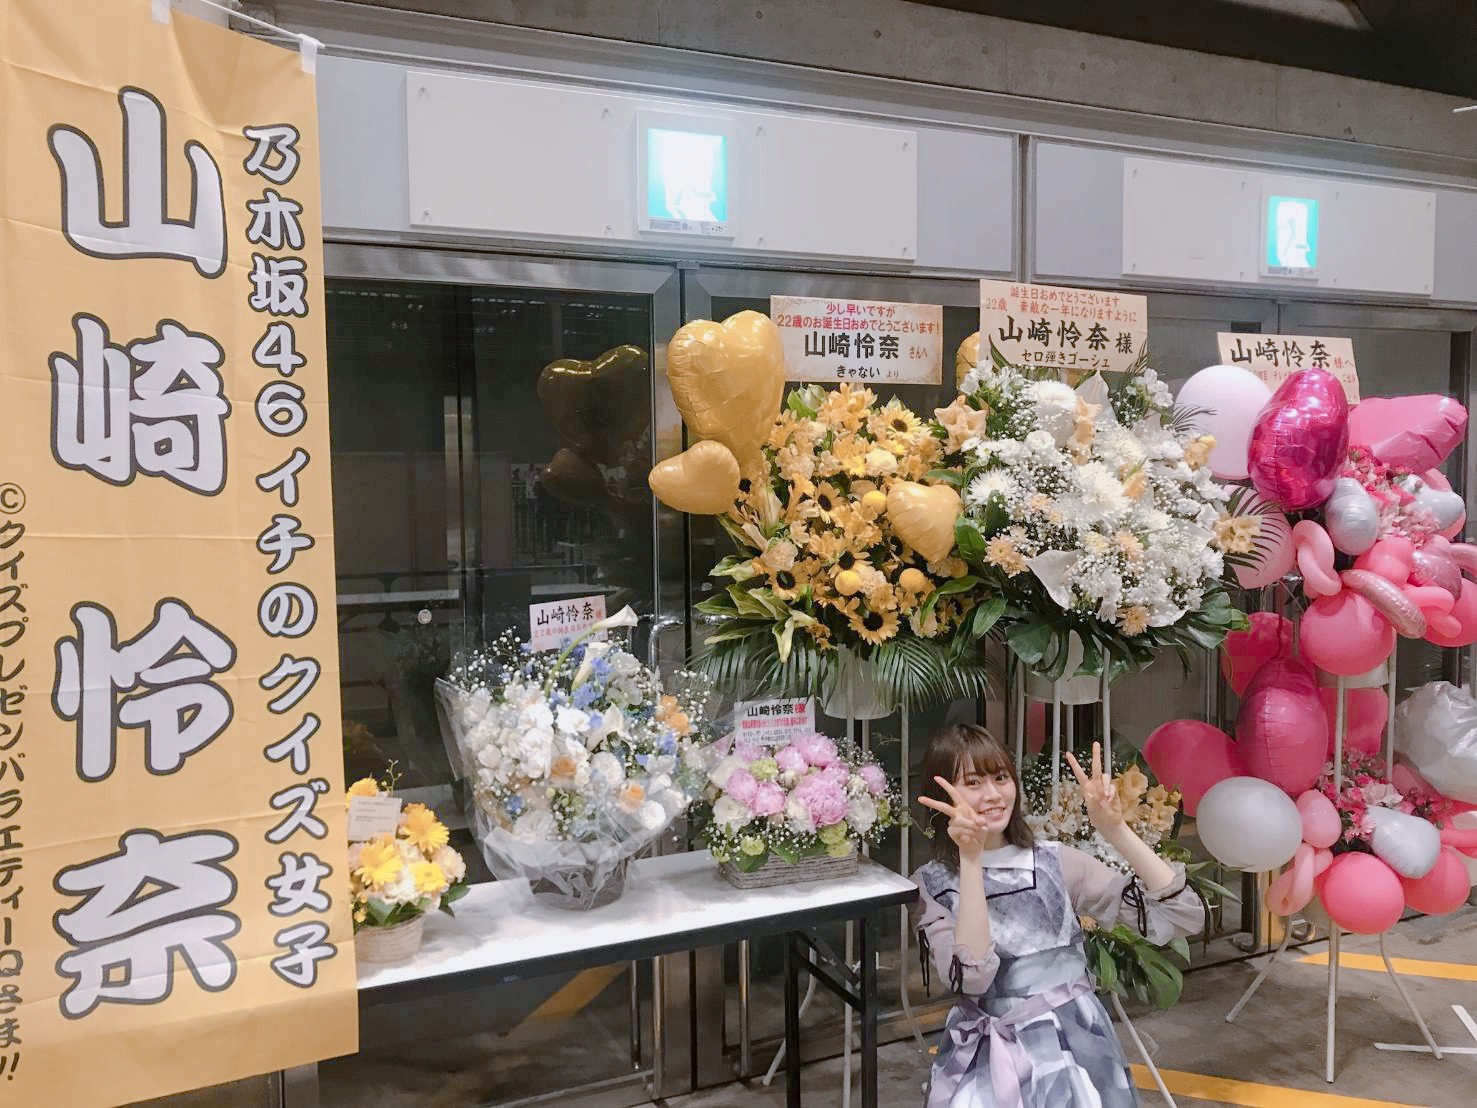 乃木坂46イチのクイズ女子
山崎怜奈
©クイズプレゼンバラエティーQさま!!
山崎怜奈様
山崎怜奈様
少し早いですが
22歳のお誕生日おめでとうございます!
山崎怜奈 さんへ
きゃない より
誕生日おめでとうございます
22歳 素敵な一年になりますように
山崎怜奈 様
セロ弾きゴーシュ
山崎怜奈 様へ